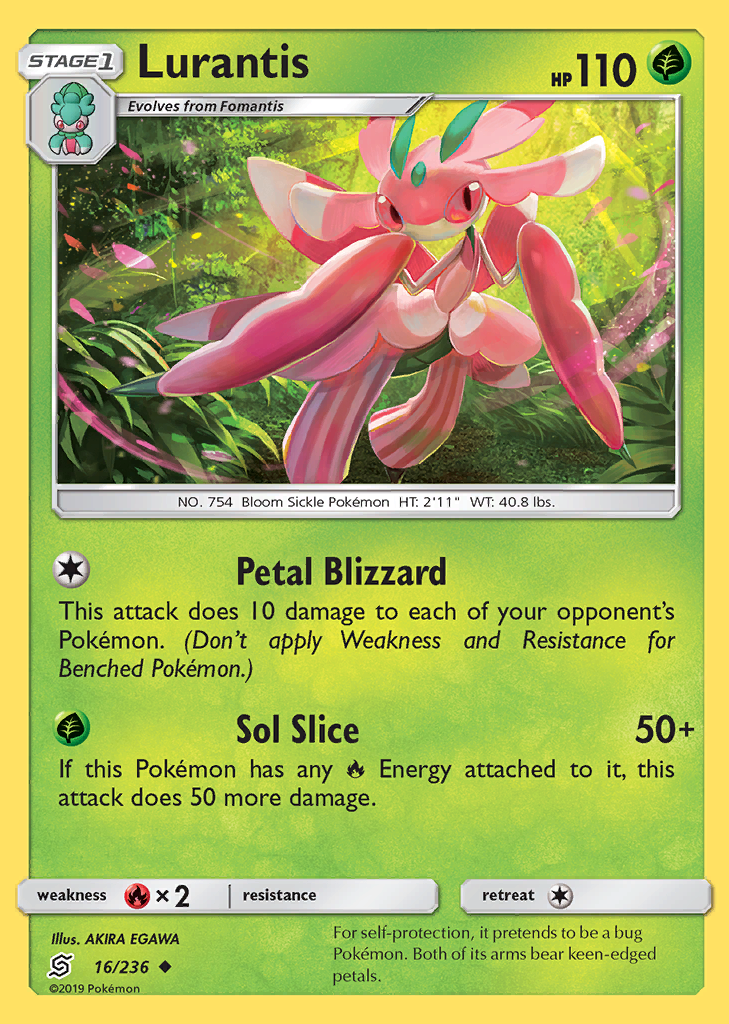 STAGE1
Lurantis
HP110
Evolves from Fomantis
NO. 754 Bloom Sickle Pokémon HT: 2'11" WT: 40.8 lbs.
Petal Blizzard
This attack does 10 damage to each of your opponent's
Pokémon. (Don't apply Weakness and Resistance for
Benched Pokémon.)
Sol Slice 50+
If this Pokémon has any Energy attached to it, this
attack does 50 more damage.
weakness ×2 resistance retreat
Illus. AKIRA EGAWA
16/236
©2019 Pokémon
For self-protection, it pretends to be a bug
Pokémon. Both of its arms bear keen-edged
petals.